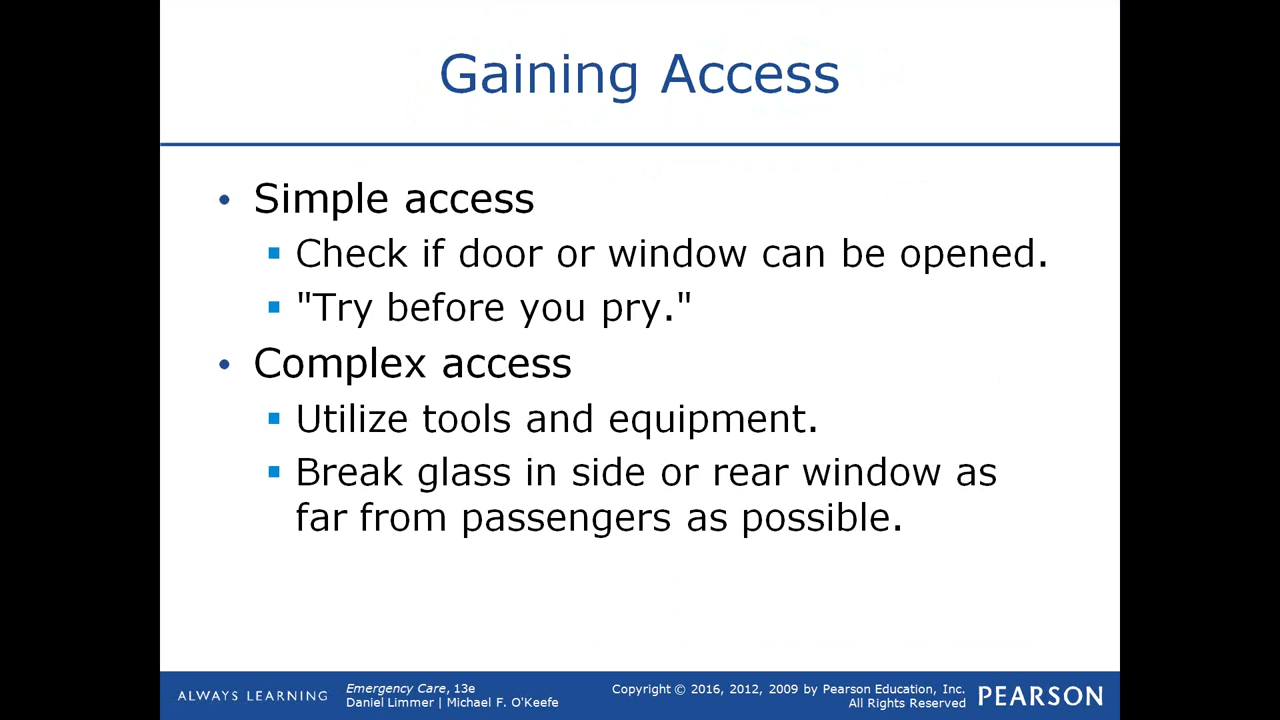 Gaining Access
• Simple access
▪ Check if door or window can be opened.
▪ "Try before you pry."
• Complex access
▪ Utilize tools and equipment.
▪ Break glass in side or rear window as
far from passengers as possible.
ALWAYS LEARNING
Emergency Care, 13e
Daniel Limmer | Michael F. O'Keefe
Copyright © 2016, 2012, 2009 by Pearson Education, Inc.
All Rights Reserved
PEARSON